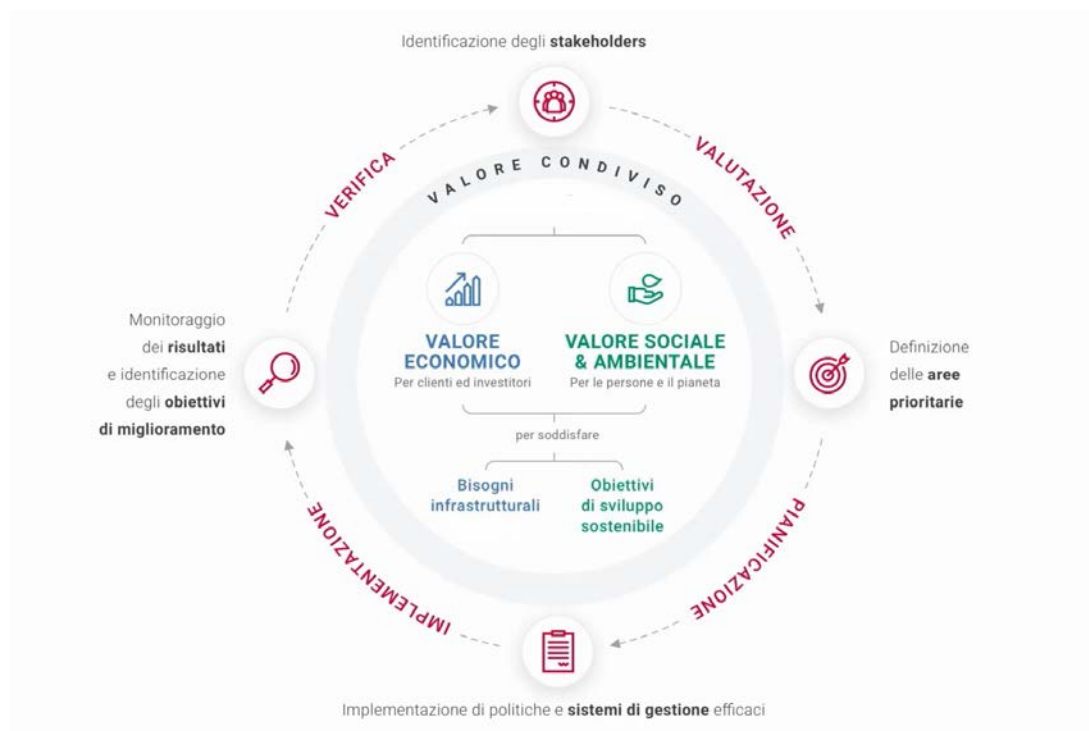 Identificazione degli stakeholders
VERIFICA
VALUTAZIONE
VALORE CONDIVISO
VALORE
ECONOMICO
Per clienti ed investitori
VALORE SOCIALE
& AMBIENTALE
Per le persone e il pianeta
Monitoraggio
dei risultati
e identificazione
degli obiettivi
di miglioramento
Definizione
delle aree
prioritarie
per soddisfare
Bisogni
infrastrutturali
Obiettivi
di sviluppo
sostenibile
IMPLEMENTAZIONE
PIANIFICAZIONE
Implementazione di politiche e sistemi di gestione efficaci